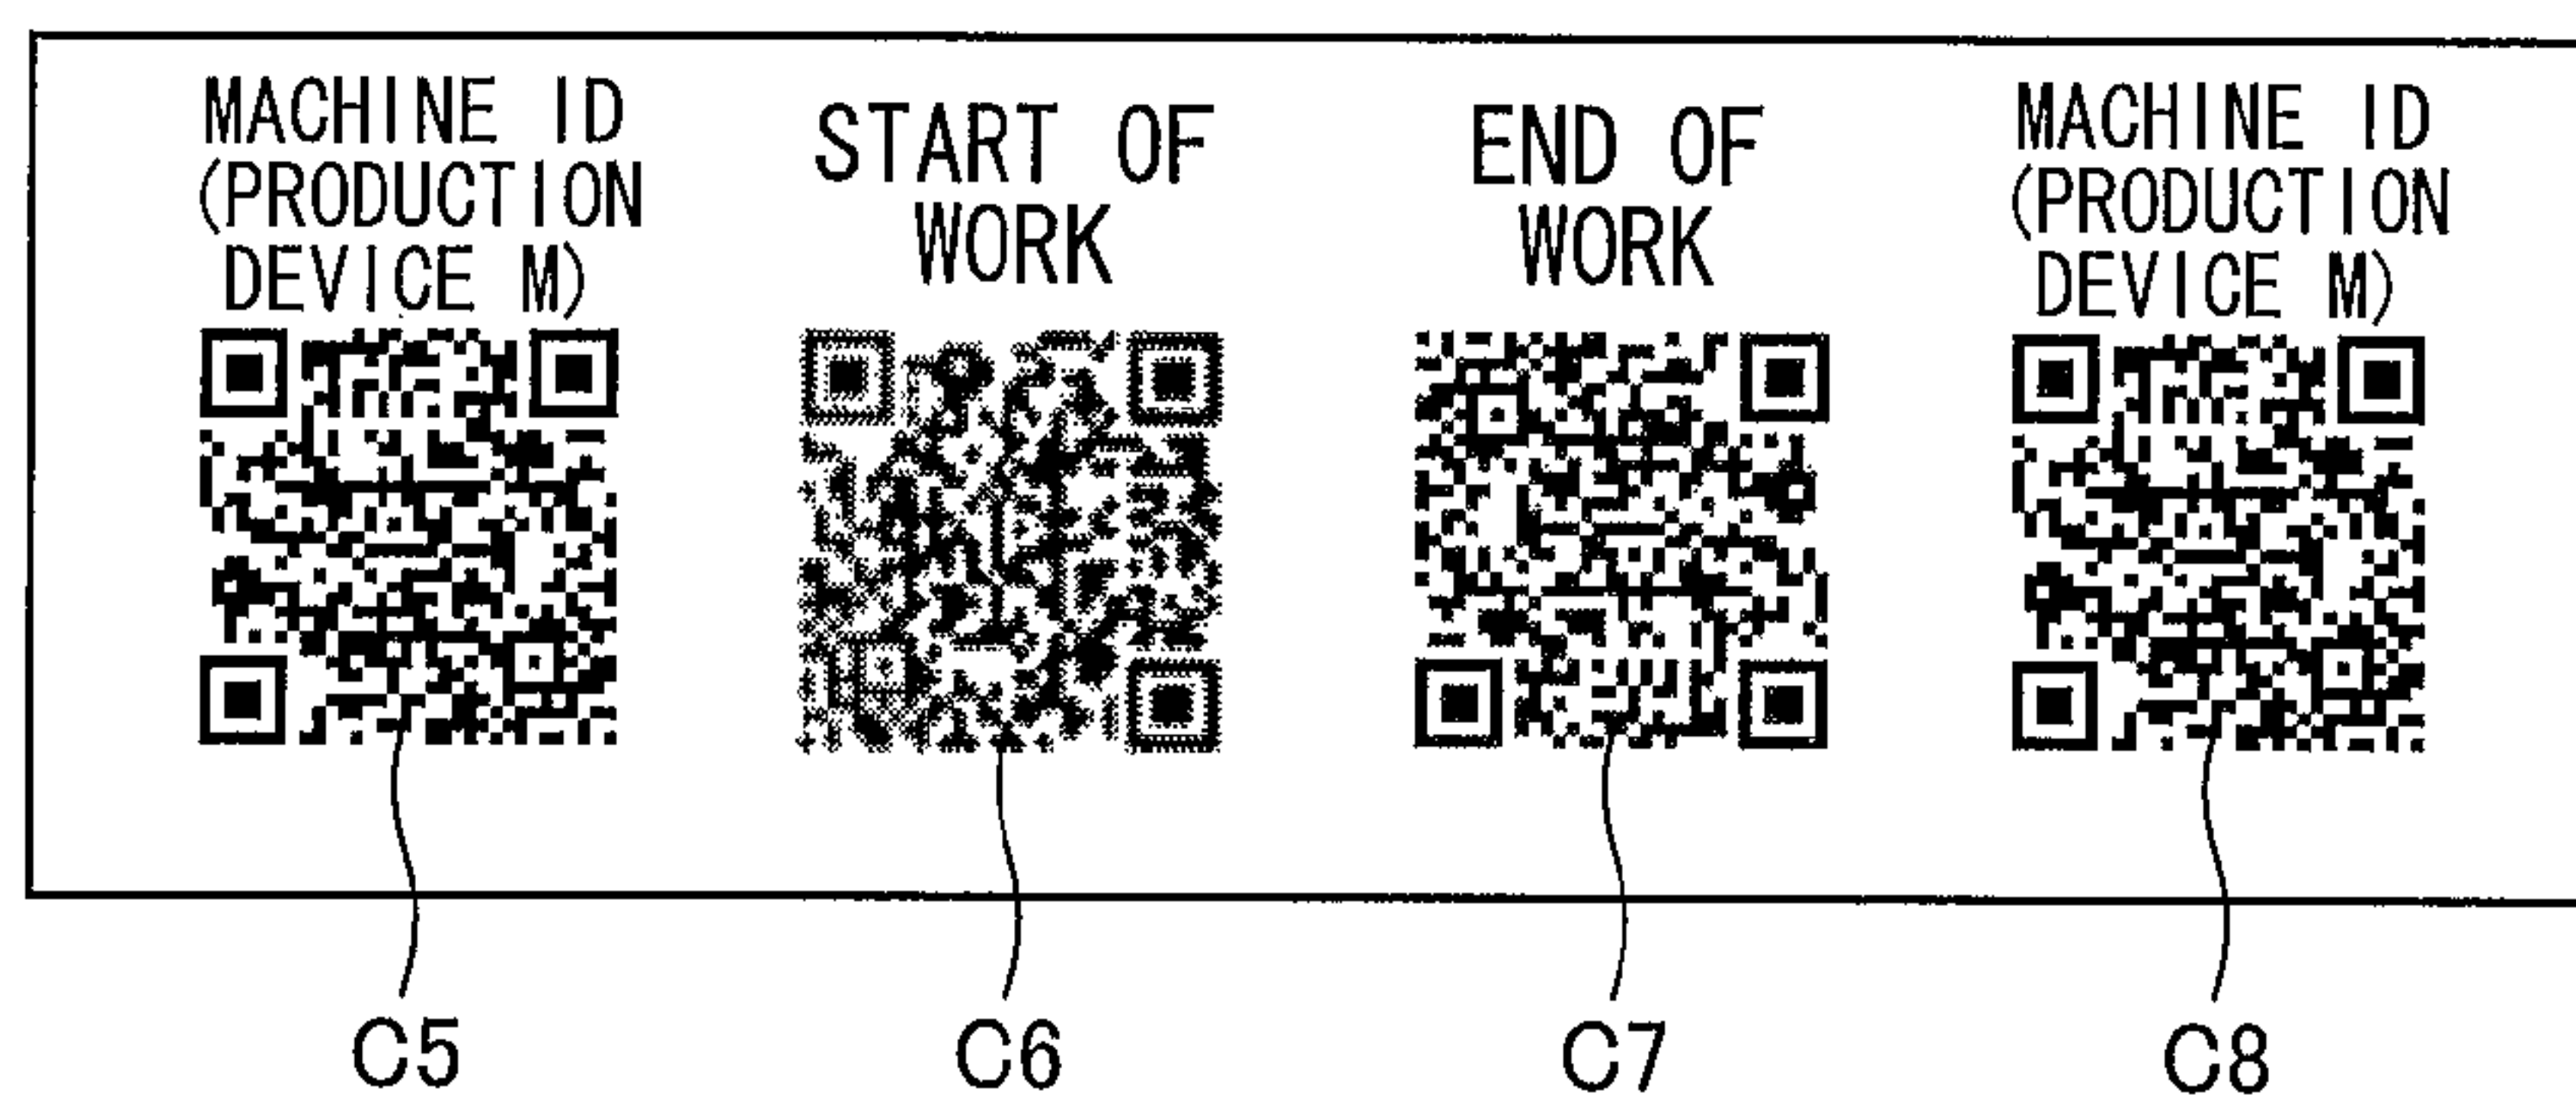 MACHINE ID
(PRODUCTION
DEVICE M)
START OF
WORK
END OF
WORK
MACHINE ID
(PRODUCTION
DEVICE M)
C5
C6
C7
C8